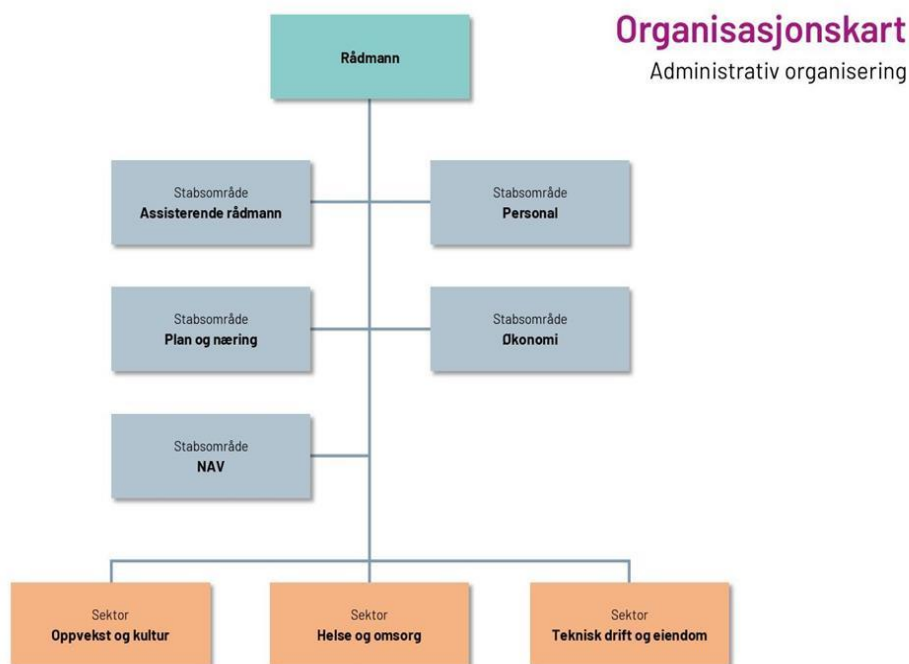 Organisasjonskart
Administrativ organisering
Rådmann
Stabsområde
Assisterende rådmann
Stabsområde
Personal
Stabsområde
Plan og næring
Stabsområde
Økonomi
Stabsområde
NAV
Sektor
Oppvekst og kultur
Sektor
Helse og omsorg
Sektor
Teknisk drift og eiendom